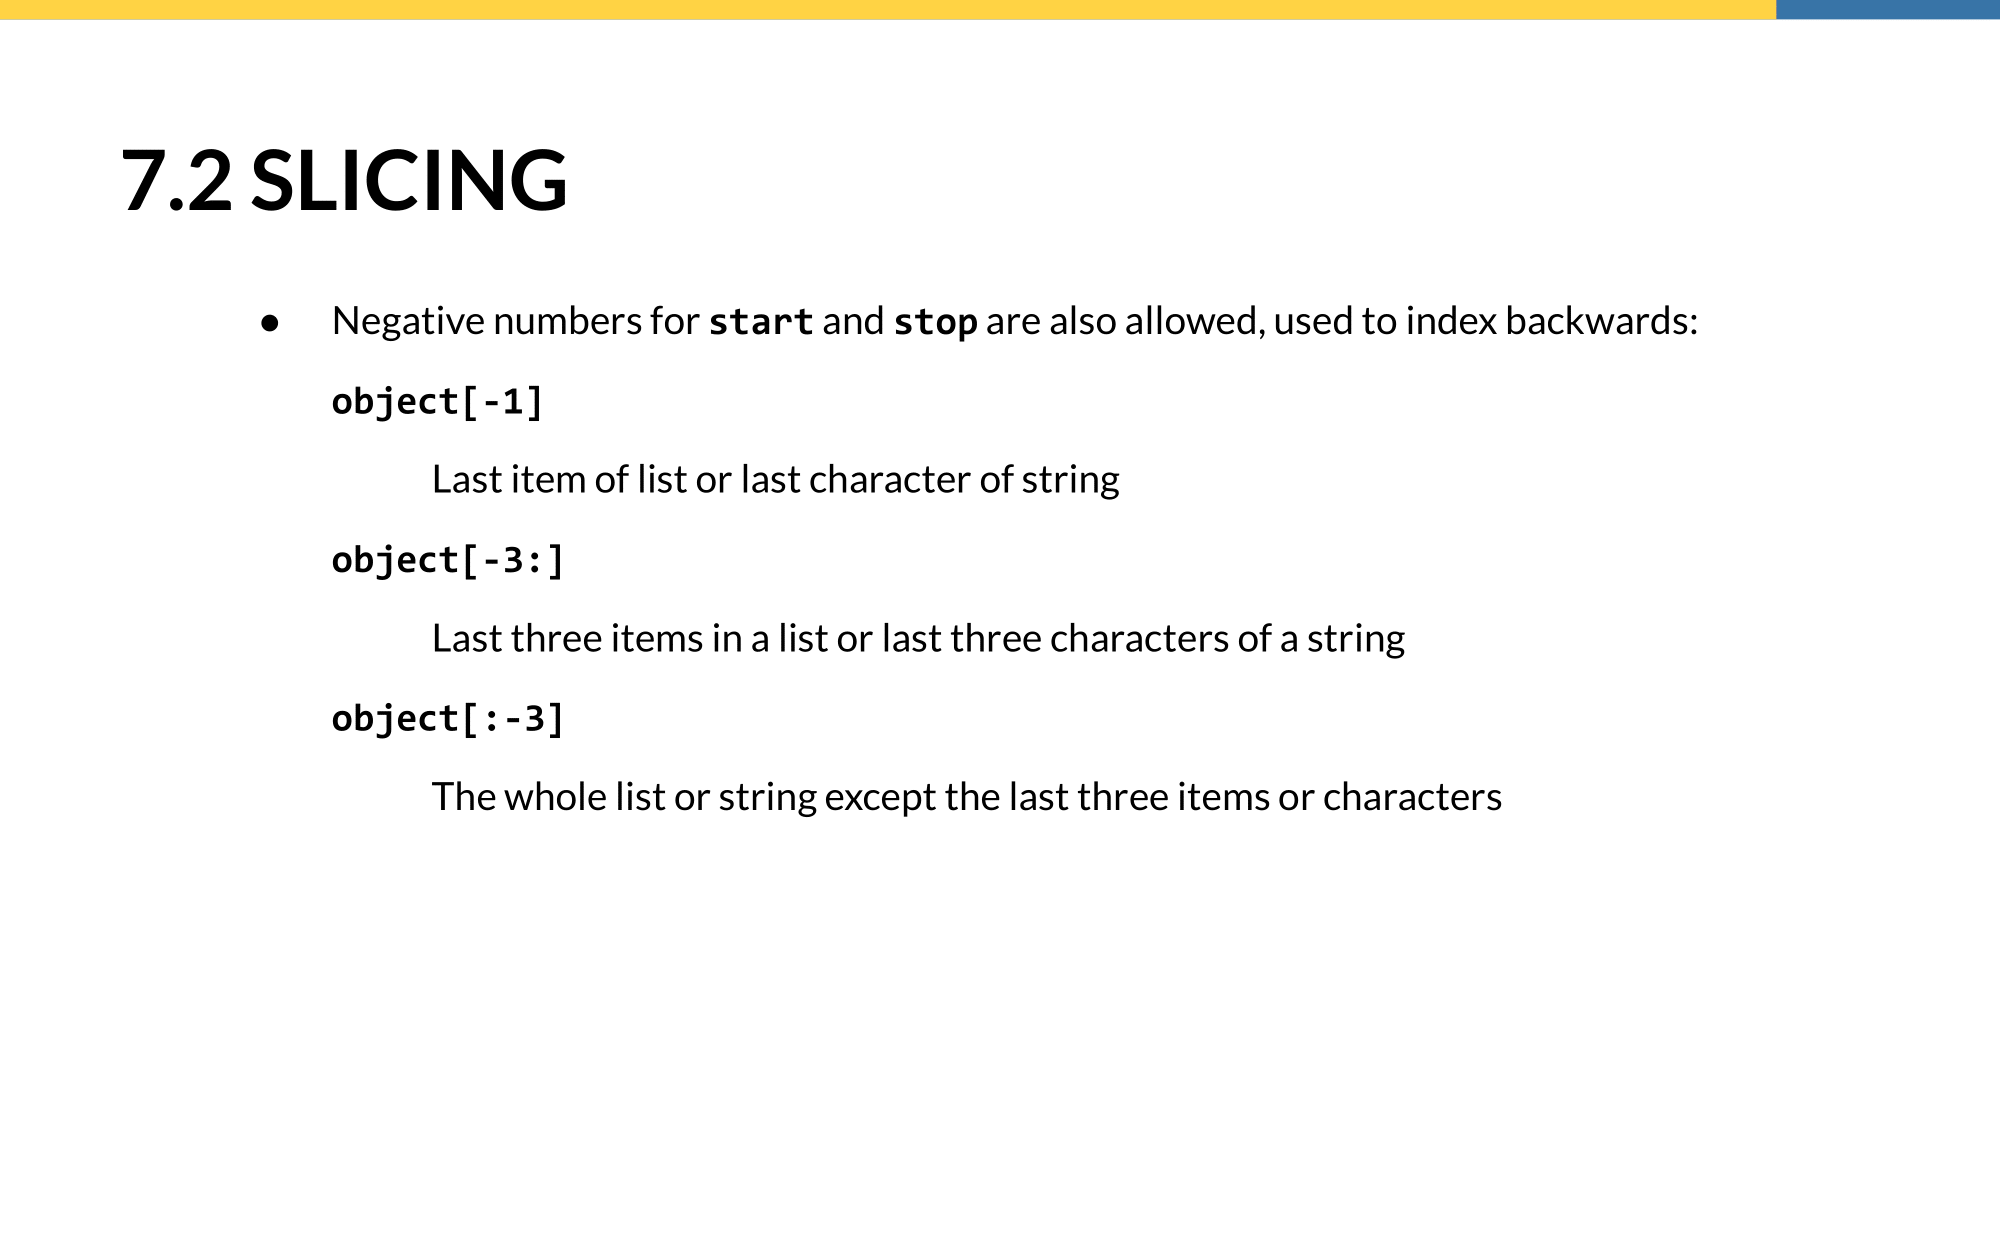 7.2 SLICING
● Negative numbers for start and stop are also allowed, used to index backwards:
object[-1]
Last item of list or last character of string
object[-3:]
Last three items in a list or last three characters of a string
object[:-3]
The whole list or string except the last three items or characters